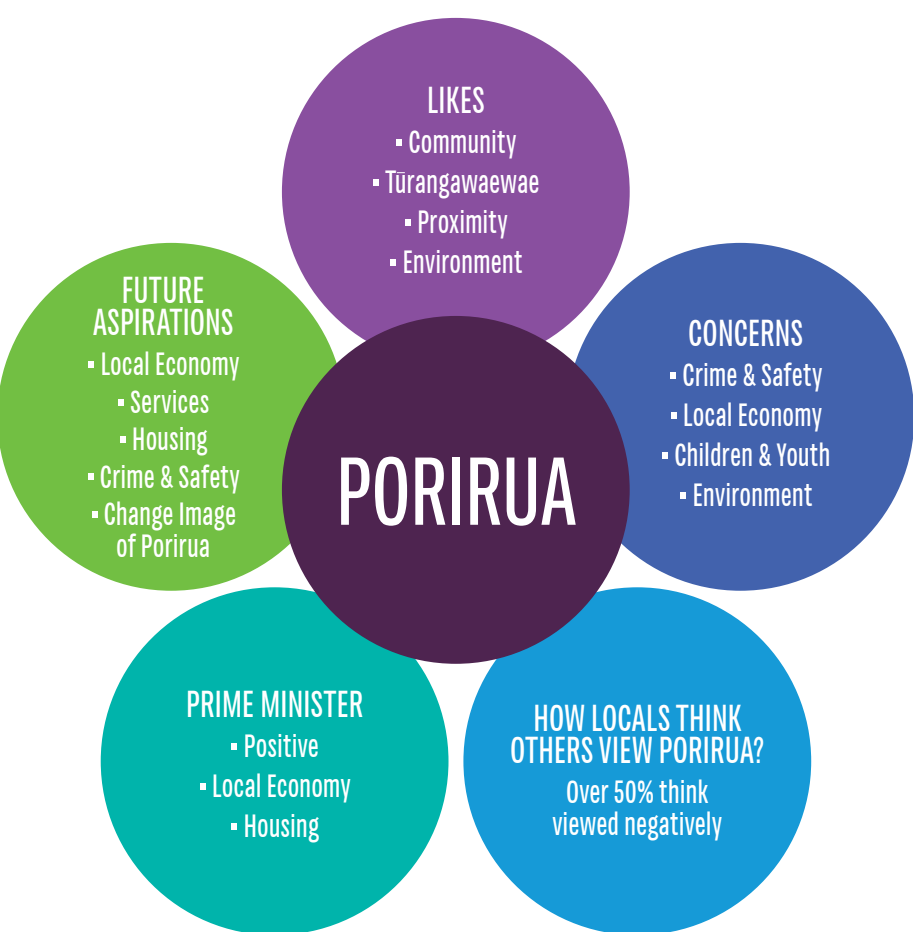 LIKES
▪ Community
▪ Tūrangawaewae
▪ Proximity
▪ Environment
CONCERNS
▪ Crime & Safety
▪ Local Economy
▪ Children & Youth
▪ Environment
HOW LOCALS THINK
OTHERS VIEW PORIRUA?
Over 50% think
viewed negatively
PRIME MINISTER
▪ Positive
▪ Local Economy
▪ Housing
FUTURE
ASPIRATIONS
▪ Local Economy
▪ Services
▪ Housing
▪ Crime & Safety
▪ Change Image
of Porirua
PORIRUA